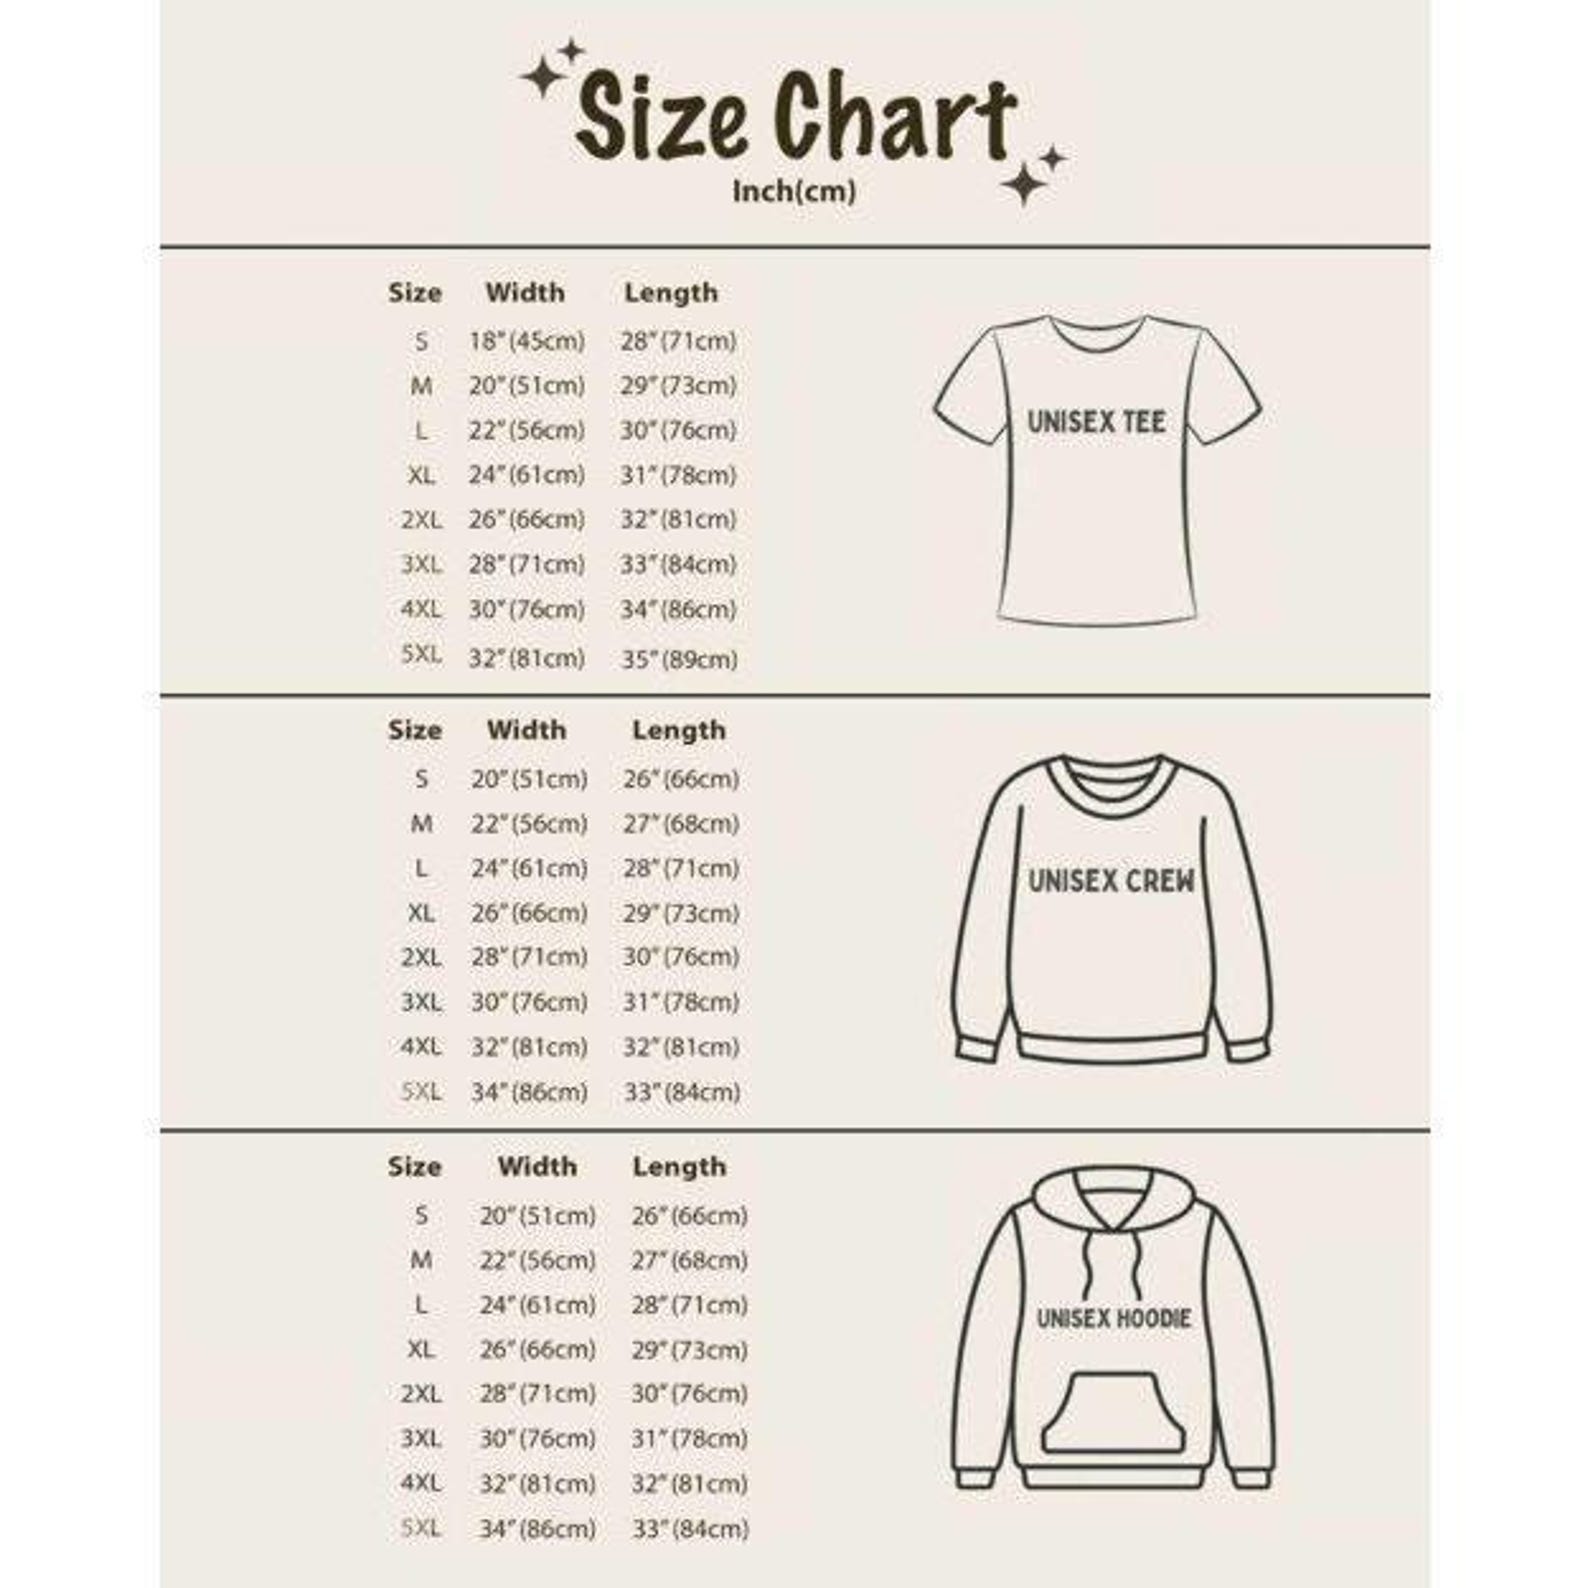 Size Chart
Inch(cm)
Size Width Length
S 18"(45cm) 28"(71cm)
M 20"(51cm) 29"(73cm)
L 22"(56cm) 30"(76cm)
XL 24"(61cm) 31"(78cm)
2XL 26"(66cm) 32"(81cm)
3XL 28"(71cm) 33"(84cm)
4XL 30"(76cm) 34"(86cm)
5XL 32"(81cm) 35"(89cm)
UNISEX TEE
Size Width Length
S 20"(51cm) 26"(66cm)
M 22"(56cm) 27"(68cm)
L 24"(61cm) 28"(71cm)
XL 26"(66cm) 29"(73cm)
2XL 28"(71cm) 30"(76cm)
3XL 30"(76cm) 31"(78cm)
4XL 32"(81cm) 32"(81cm)
5XL 34"(86cm) 33"(84cm)
UNISEX CREW
Size Width Length
S 20"(51cm) 26"(66cm)
M 22"(56cm) 27"(68cm)
L 24"(61cm) 28"(71cm)
XL 26"(66cm) 29"(73cm)
2XL 28"(71cm) 30"(76cm)
3XL 30"(76cm) 31"(78cm)
4XL 32"(81cm) 32"(81cm)
5XL 34"(86cm) 33"(84cm)
UNISEX HOODIE